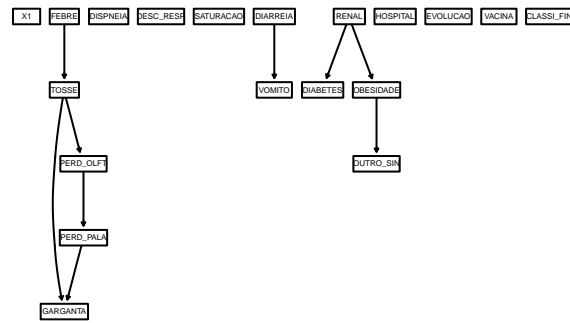 X1 FEBRE DISPNEIA DESC_RESP SATURACAO DIARREIA RENAL HOSPITAL EVOLUCAO VACINA CLASSI_FIN
TOSSE VOMITO DIABETES OBESIDADE
PERD_OLFT OUTRO_SIN
PERD_PALA
GARGANTA